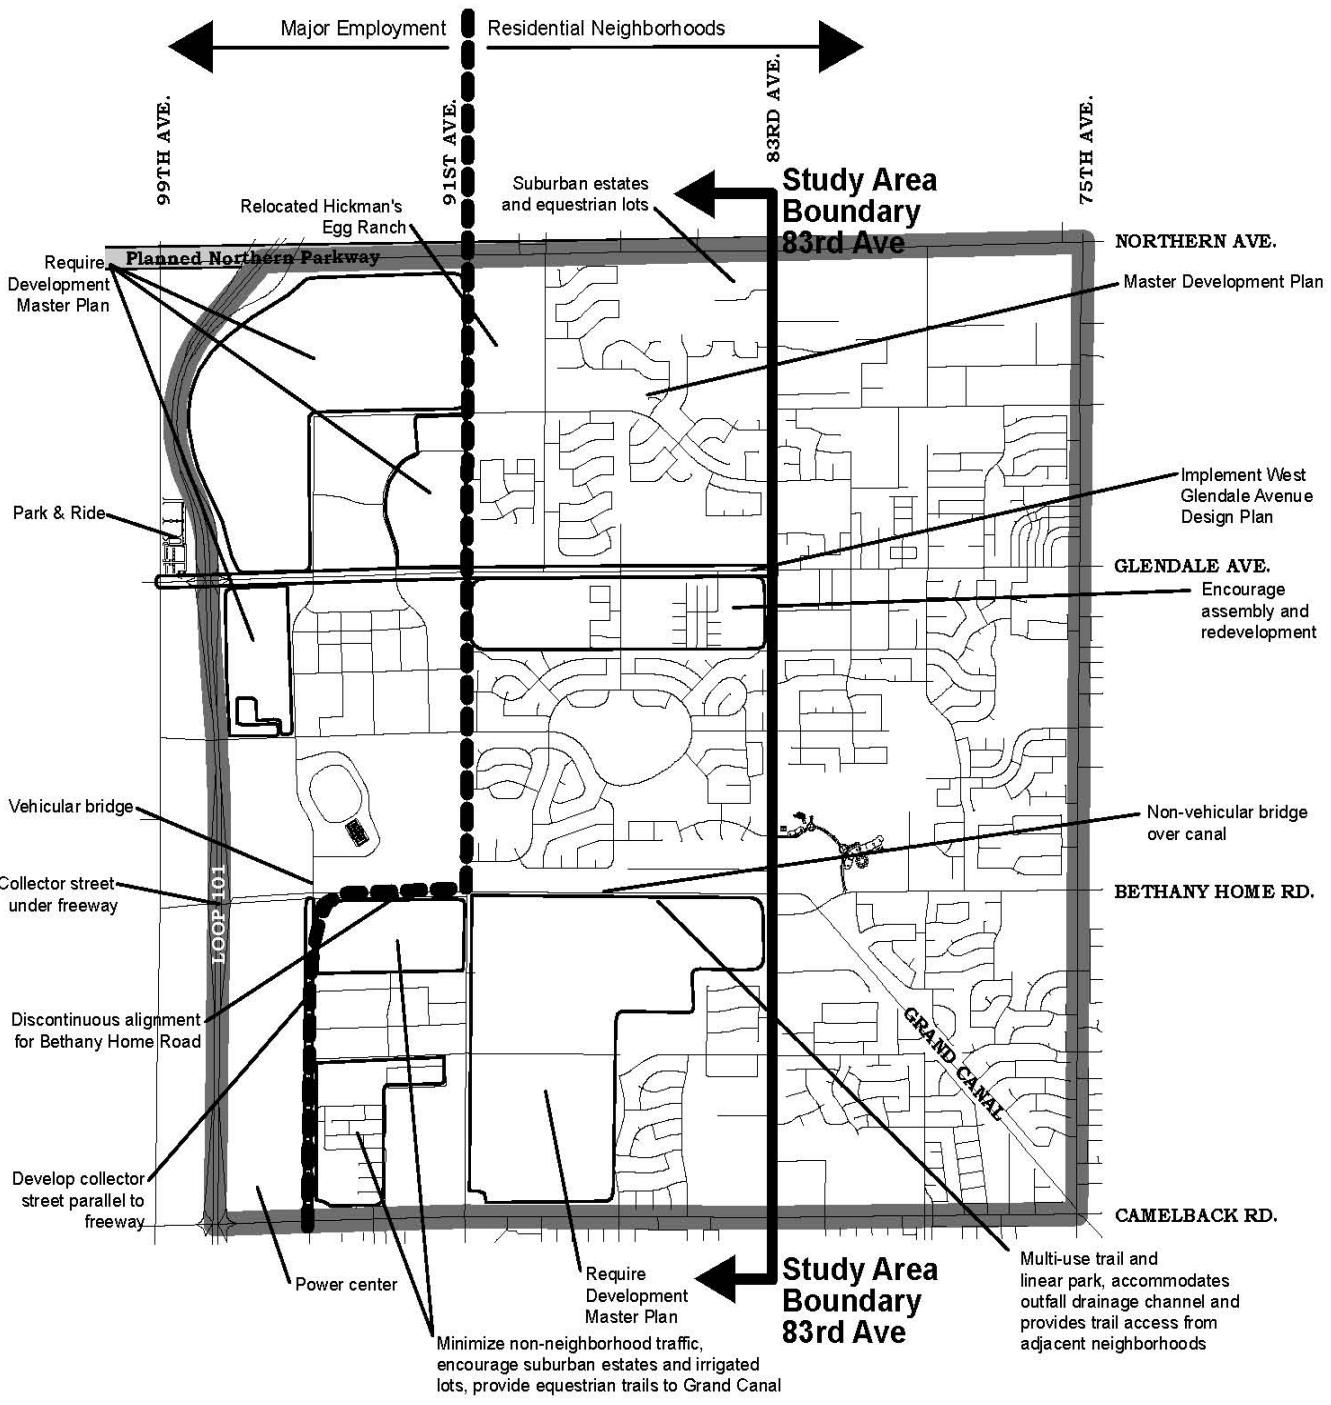 Major Employment
Residential Neighborhoods
99TH AVE.
91ST AVE.
83RD AVE.
75TH AVE.
Study Area
Boundary
83rd Ave
Suburban estates
and equestrian lots
Relocated Hickman's
Egg Ranch
NORTHERN AVE.
Planned Northern Parkway
Require
Development
Master Plan
Master Development Plan
Implement West
Glendale Avenue
Design Plan
Park & Ride
GLENDALE AVE.
Encourage
assembly and
redevelopment
Vehicular bridge
Non-vehicular bridge
over canal
Collector street
under freeway
LOOP 101
BETHANY HOME RD.
Discontinuous alignment
for Bethany Home Road
GRAND CANAL
Develop collector
street parallel to
freeway
CAMELBACK RD.
Power center
Require
Development
Master Plan
Study Area
Boundary
83rd Ave
Multi-use trail and
linear park, accommodates
outfall drainage channel and
provides trail access from
adjacent neighborhoods
Minimize non-neighborhood traffic,
encourage suburban estates and irrigated
lots, provide equestrian trails to Grand Canal